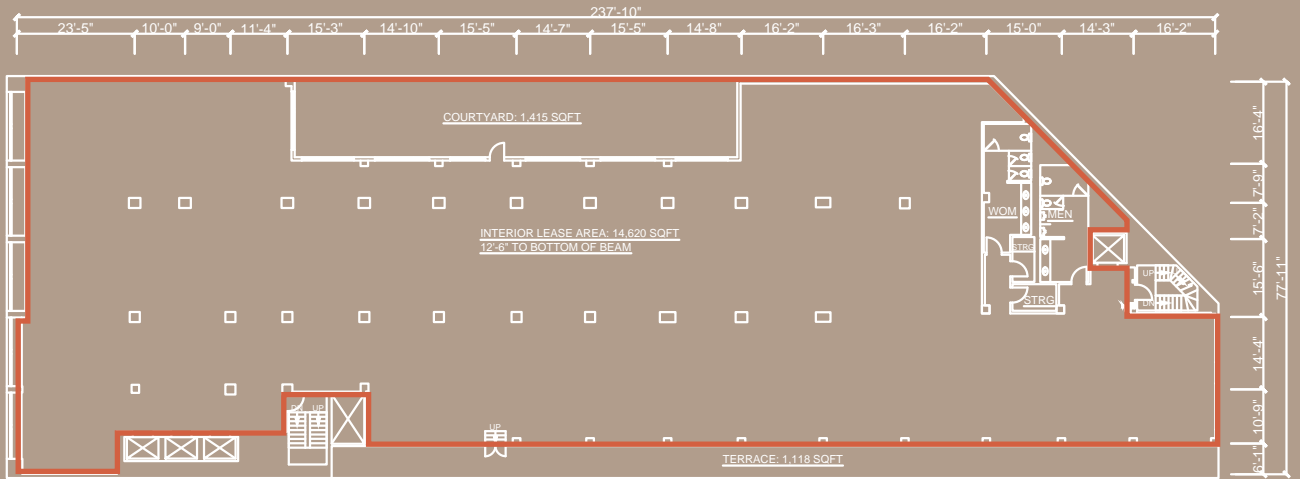 237'-10"
23'-5" 10'-0" 9'-0" 11'-4" 15'-3" 14'-10" 15'-5" 14'-7" 15'-5" 14'-8" 16'-2" 16'-3" 16'-2" 15'-0" 14'-3" 16'-2"
COURTYARD: 1,415 SQFT
16'-4"
7'-9"
WOM
MEN
7'-2"
INTERIOR LEASE AREA: 14,620 SQFT
12'-6" TO BOTTOM OF BEAM
STRG
UP
15'-6"
77'-11"
STRG
DN
14'-4"
DN UP
10'-9"
UP
TERRACE: 1,118 SQFT
6'-1"